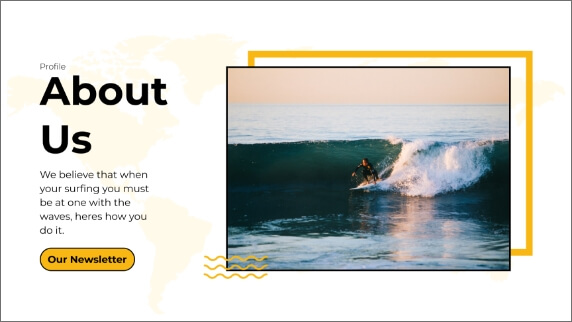 Profile
About
Us
We believe that when
your surfing you must
be at one with the
waves, heres how you
do it.
Our Newsletter